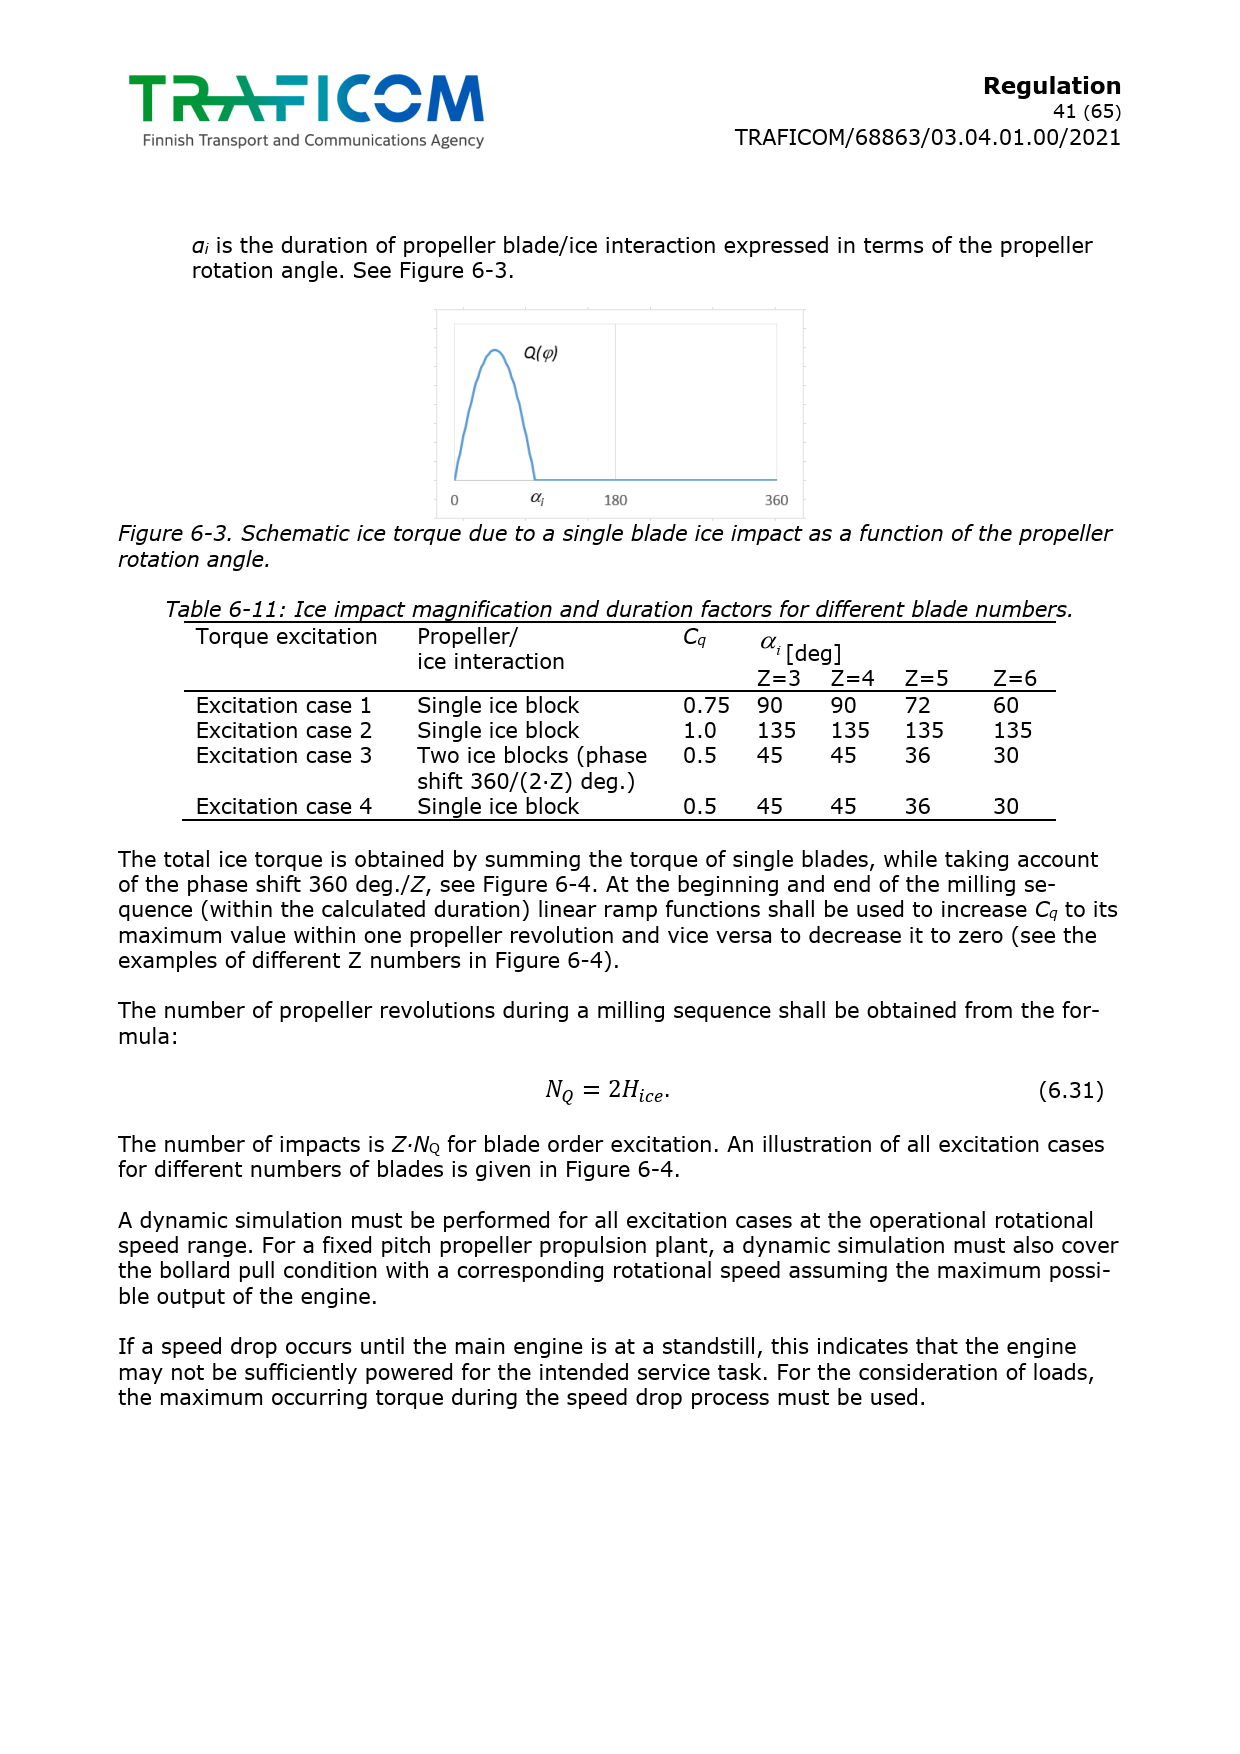 TRAFICOM
Finnish Transport and Communications Agency
Regulation
41 (65)
TRAFICOM/68863/03.04.01.00/2021
αi is the duration of propeller blade/ice interaction expressed in terms of the propeller
rotation angle. See Figure 6-3.
Q(φ)
0 αi 180 360
Figure 6-3. Schematic ice torque due to a single blade ice impact as a function of the propeller
rotation angle.
Table 6-11: Ice impact magnification and duration factors for different blade numbers.
Torque excitation Propeller/ Cq αi [deg]
ice interaction
Z=3 Z=4 Z=5 Z=6
Excitation case 1 Single ice block 0.75 90 90 72 60
Excitation case 2 Single ice block 1.0 135 135 135 135
Excitation case 3 Two ice blocks (phase 0.5 45 45 36 30
shift 360/(2·Z) deg.)
Excitation case 4 Single ice block 0.5 45 45 36 30
The total ice torque is obtained by summing the torque of single blades, while taking account
of the phase shift 360 deg./Z, see Figure 6-4. At the beginning and end of the milling se-
quence (within the calculated duration) linear ramp functions shall be used to increase Cq to its
maximum value within one propeller revolution and vice versa to decrease it to zero (see the
examples of different Z numbers in Figure 6-4).
The number of propeller revolutions during a milling sequence shall be obtained from the for-
mula:
NQ = 2Hice. (6.31)
The number of impacts is Z·NQ for blade order excitation. An illustration of all excitation cases
for different numbers of blades is given in Figure 6-4.
A dynamic simulation must be performed for all excitation cases at the operational rotational
speed range. For a fixed pitch propeller propulsion plant, a dynamic simulation must also cover
the bollard pull condition with a corresponding rotational speed assuming the maximum possi-
ble output of the engine.
If a speed drop occurs until the main engine is at a standstill, this indicates that the engine
may not be sufficiently powered for the intended service task. For the consideration of loads,
the maximum occurring torque during the speed drop process must be used.